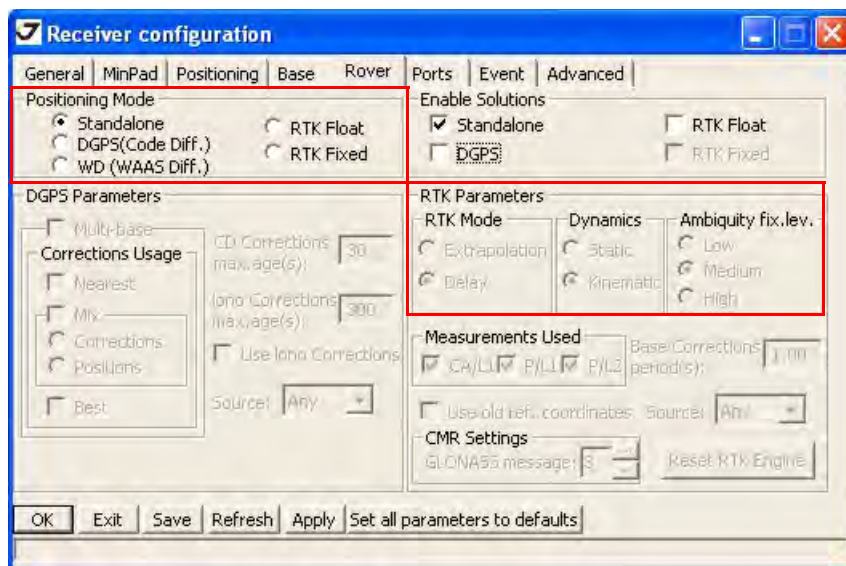 Receiver configuration
General MinPad Positioning Base Rover Ports Event Advanced
Positioning Mode
Standalone
DGPS(Code Diff.)
WD (WAAS Diff.)
RTK Float
RTK Fixed
Enable Solutions
Standalone
DGPS
RTK Float
RTK Fixed
DGPS Parameters
Multi-base
Corrections Usage
Nearest
Mix
Corrections
Positions
Best
CD Corrections
max.age(s):
30
Iono Corrections
max.age(s):
300
Use Iono Corrections
Source: Any
RTK Parameters
RTK Mode
Extrapolation
Delay
Dynamics
Static
Kinematic
Ambiguity fix.lev.
Low
Medium
High
Measurements Used
CA/L1 P/L1 P/L2
Base Corrections
period(s):
1.00
Use old ref. coordinates Source: Any
CMR Settings
GLONASS message: 3
Reset RTK Engine
OK Exit Save Refresh Apply Set all parameters to defaults